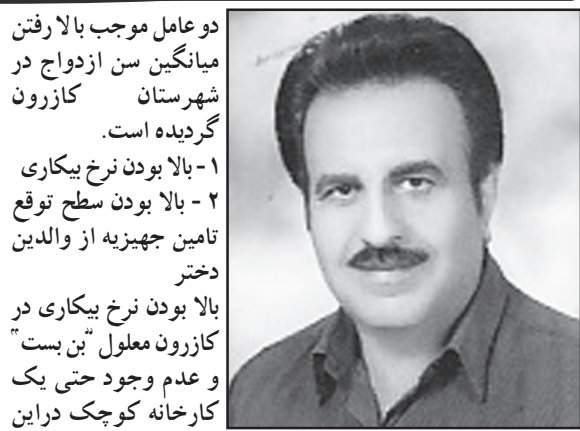 دو عامل موجب بالا رفتن
میانگین سن ازدواج در
شهرستان کازرون
گردیده است.
۱- بالا بودن نرخ بیکاری
۲ - بالا بودن سطح توقع
تامین جهیزیه از والدین
دختر
بالا بودن نرخ بیکاری در
کازرون معلول "بن بست"
و عدم وجود حتی یک
کارخانه کوچک دراین